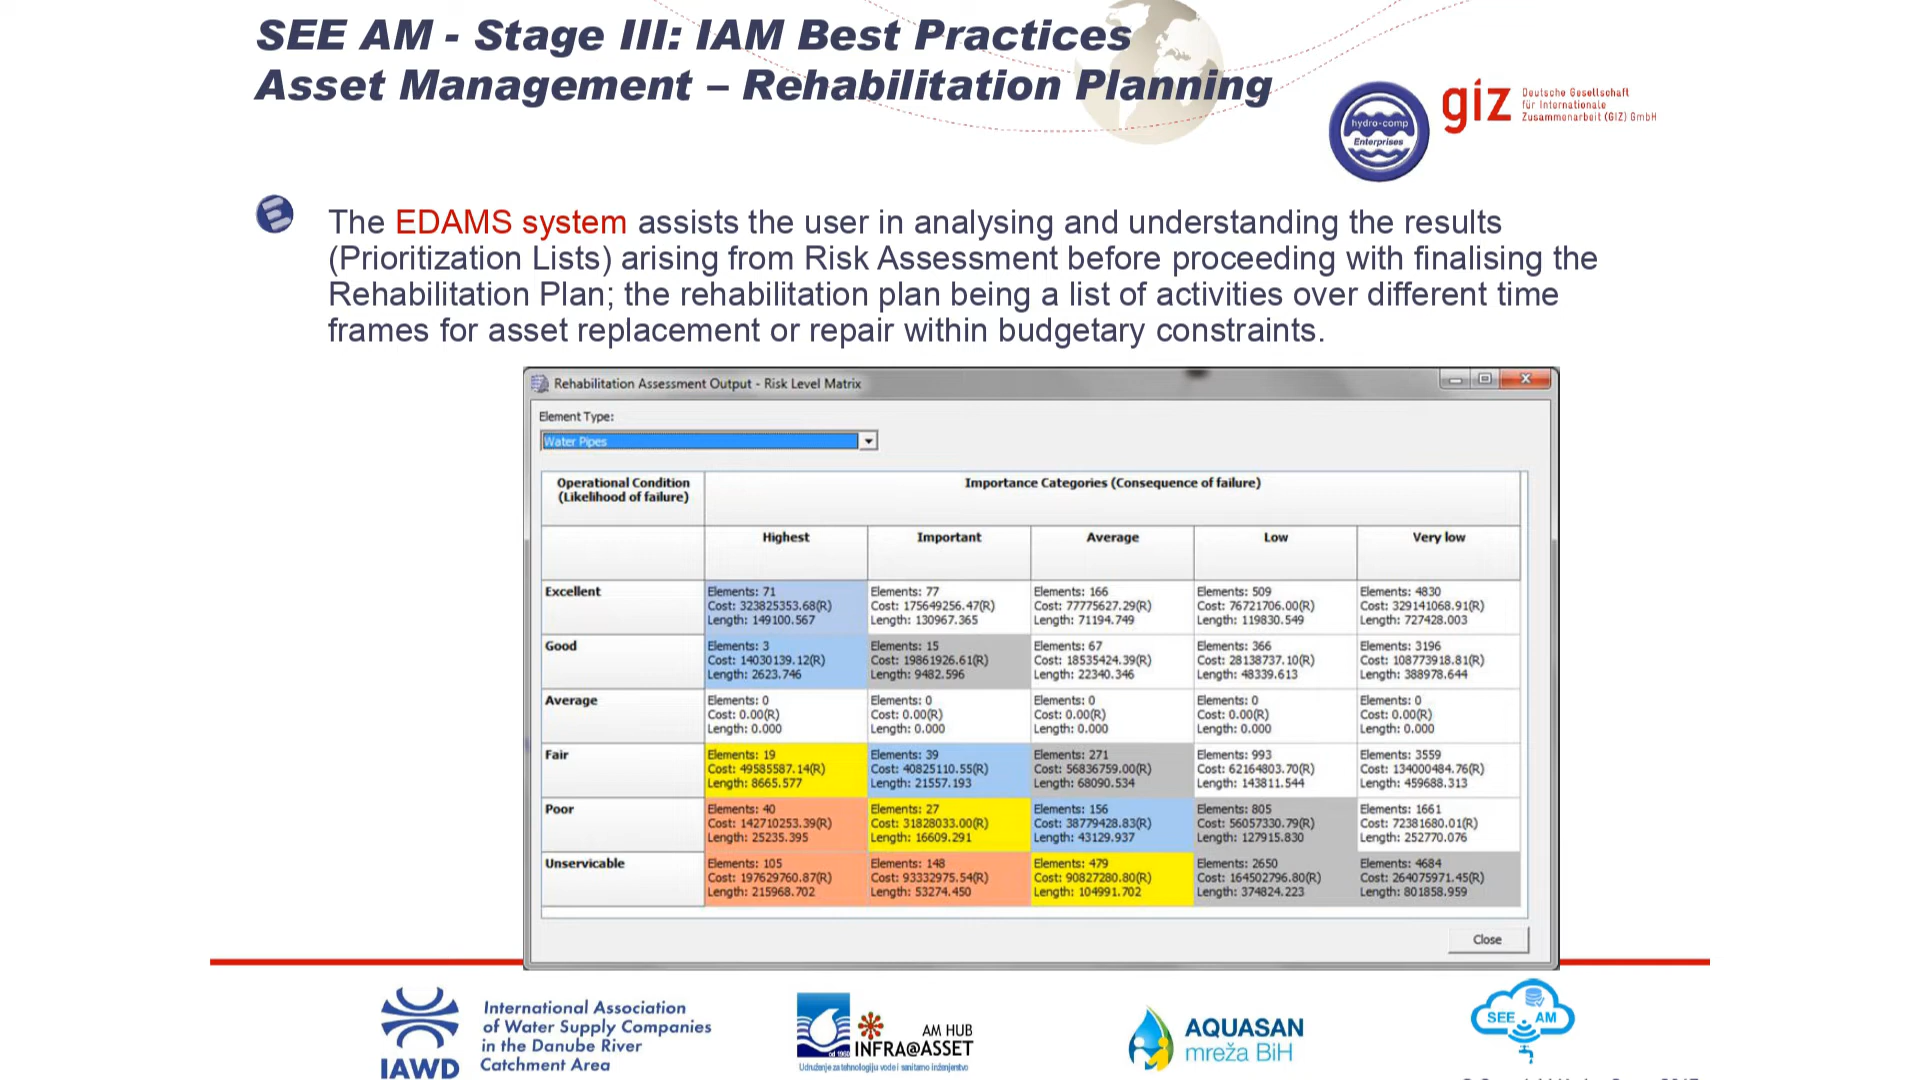 SEE AM - Stage III: IAM Best Practices
Asset Management – Rehabilitation Planning
hydro-comp
Enterprises
giz
Deutsche Gesellschaft
für Internationale
Zusammenarbeit (GIZ) GmbH
The EDAMS system assists the user in analysing and understanding the results
(Prioritization Lists) arising from Risk Assessment before proceeding with finalising the
Rehabilitation Plan; the rehabilitation plan being a list of activities over different time
frames for asset replacement or repair within budgetary constraints.
Rehabilitation Assessment Output - Risk Level Matrix
Element Type:
Water Pipes
Operational Condition
(Likelihood of failure)
Importance Categories (Consequence of failure)
Highest Important Average Low Very low
Excellent Elements: 71 Elements: 77 Elements: 166 Elements: 509 Elements: 4830
Cost: 323825353.68(R) Cost: 175649256.47(R) Cost: 77775627.29(R) Cost: 76721706.00(R) Cost: 329141068.91(R)
Length: 149100.567 Length: 130967.365 Length: 71194.749 Length: 119830.549 Length: 727428.003
Good Elements: 3 Elements: 15 Elements: 67 Elements: 366 Elements: 3196
Cost: 14030139.12(R) Cost: 19861926.61(R) Cost: 18535424.39(R) Cost: 28138737.10(R) Cost: 108773918.81(R)
Length: 2623.746 Length: 9482.596 Length: 22340.346 Length: 48339.613 Length: 388978.644
Average Elements: 0 Elements: 0 Elements: 0 Elements: 0 Elements: 0
Cost: 0.00(R) Cost: 0.00(R) Cost: 0.00(R) Cost: 0.00(R) Cost: 0.00(R)
Length: 0.000 Length: 0.000 Length: 0.000 Length: 0.000 Length: 0.000
Fair Elements: 19 Elements: 39 Elements: 271 Elements: 993 Elements: 3559
Cost: 49585587.14(R) Cost: 40825110.55(R) Cost: 56836759.00(R) Cost: 62164803.70(R) Cost: 134000484.76(R)
Length: 8665.577 Length: 21557.193 Length: 68090.534 Length: 143811.544 Length: 459688.313
Poor Elements: 40 Elements: 27 Elements: 156 Elements: 805 Elements: 1661
Cost: 142710253.39(R) Cost: 31828033.00(R) Cost: 38779428.83(R) Cost: 56057330.79(R) Cost: 72381680.01(R)
Length: 25235.395 Length: 16609.291 Length: 43129.937 Length: 127915.830 Length: 252770.076
Unservicable Elements: 105 Elements: 148 Elements: 479 Elements: 2650 Elements: 4684
Cost: 197629760.87(R) Cost: 93332975.54(R) Cost: 90827280.80(R) Cost: 164502796.80(R) Cost: 264075971.45(R)
Length: 215968.702 Length: 53274.450 Length: 104991.702 Length: 374824.223 Length: 801858.959
Close
IAWD
International Association
of Water Supply Companies
in the Danube River
Catchment Area
od 1960
AM HUB
INFRA@ASSET
Udruženje za tehnologiju vode i sanitarno inženjerstvo
AQUASAN
mreža BiH
SEE AM